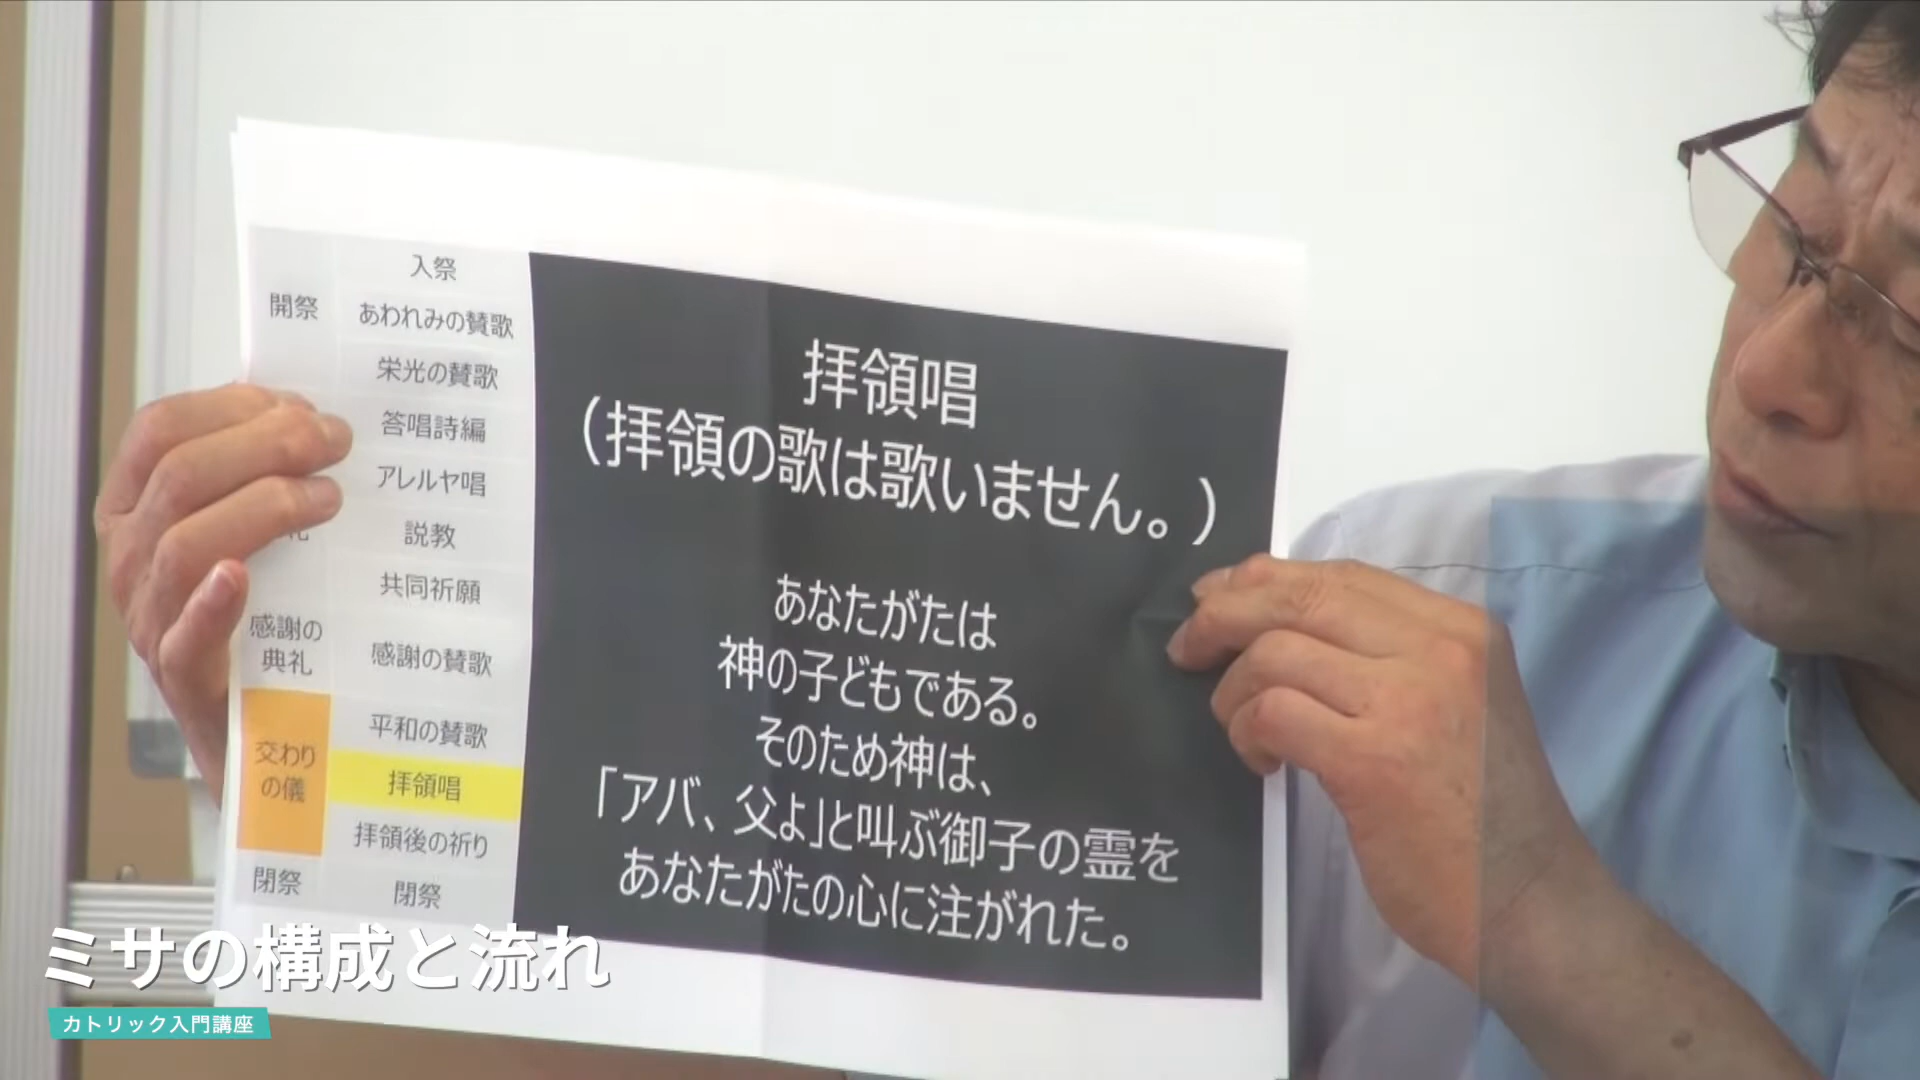 開祭
入祭
あわれみの賛歌
栄光の賛歌
答唱詩編
アレルヤ唱
礼
説教
共同祈願
感謝の
典礼
感謝の賛歌
交わり
の儀
平和の賛歌
拝領唱
拝領後の祈り
閉祭
閉祭
拝領唱
（拝領の歌は歌いません。）
あなたがたは
神の子どもである。
そのため神は、
「アバ、父よ」と叫ぶ御子の霊を
あなたがたの心に注がれた。
ミサの構成と流れ
カトリック入門講座